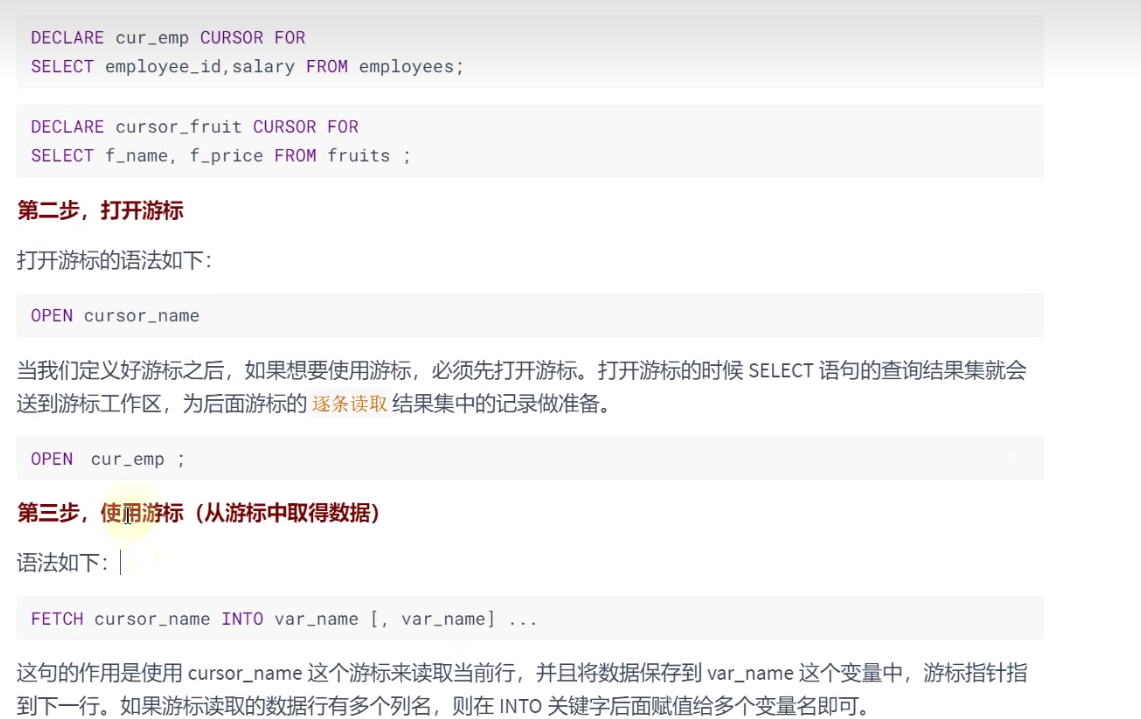 DECLARE cur_emp CURSOR FOR
SELECT employee_id,salary FROM employees;
DECLARE cursor_fruit CURSOR FOR
SELECT f_name, f_price FROM fruits ;
第二步，打开游标
打开游标的语法如下：
OPEN cursor_name
当我们定义好游标之后，如果想要使用游标，必须先打开游标。打开游标的时候 SELECT 语句的查询结果集就会
送到游标工作区，为后面游标的 逐条读取 结果集中的记录做准备。
OPEN cur_emp ;
第三步，使用游标（从游标中取得数据）
语法如下：
FETCH cursor_name INTO var_name [, var_name] ...
这句的作用是使用 cursor_name 这个游标来读取当前行，并且将数据保存到 var_name 这个变量中，游标指针指
到下一行。如果游标读取的数据行有多个列名，则在 INTO 关键字后面赋值给多个变量名即可。